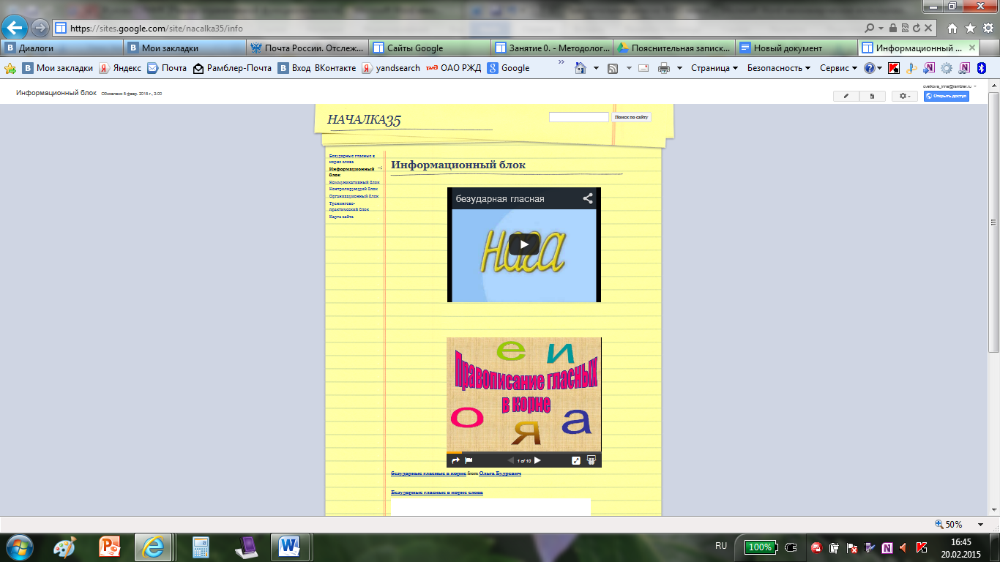 https://sites.google.com/site/nacalka35/info
Диалоги
Мои закладки
Почта России. Отслеж...
Сайты Google
Занятие 0. - Методолог...
Пояснительная записк...
Новый документ
Информационный ...
Мои закладки
Яндекс
Почта
Рамблер-Почта
Вход ВКонтакте
yandsearch
ОАО РЖД
Google
Страница
Безопасность
Сервис
Информационный блок
Обновлено 5 февр. 2015 г., 3:00
cvelkova_irina@rambler.ru
Открыть доступ
НАЧАЛКА35
Поиск по сайту
Безударные гласные в
корне слова
Информационный
блок
Коммуникативный блок
Контролирующий блок
Организационный блок
Тренингово-
практический блок
Карта сайта
Информационный блок
безударная гласная
Наса
е и
Правописание гласных
в корне
о я а
1 of 10
безударные гласные в корне from Ольга Будревич
Безударные гласные в корне слова
50%
RU
100%
16:45
20.02.2015